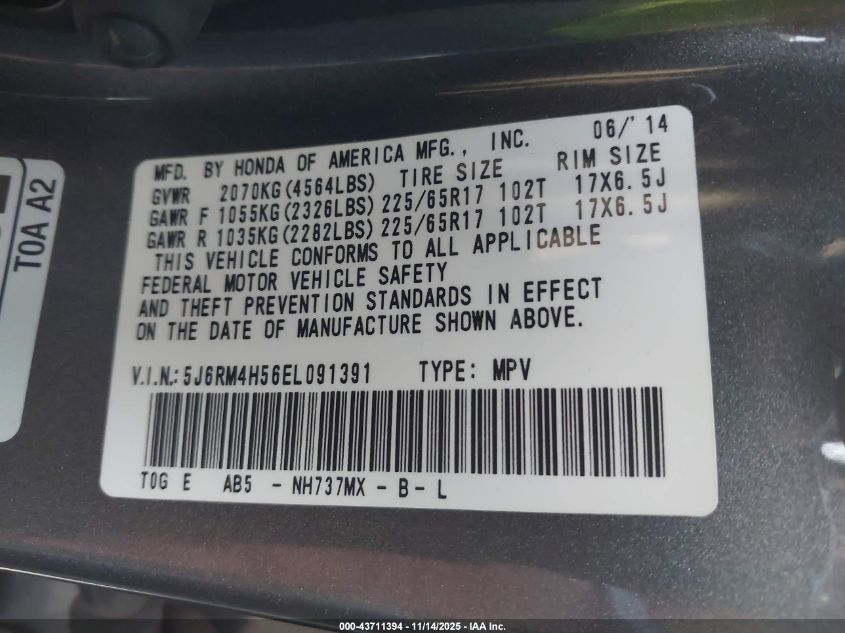 MFD. BY HONDA OF AMERICA MFG., INC. 06/'14
GVWR 2070KG(4564LBS) TIRE SIZE RIM SIZE
GAWR F 1055KG(2326LBS) 225/65R17 102T 17X6.5J
GAWR R 1035KG(2282LBS) 225/65R17 102T 17X6.5J
THIS VEHICLE CONFORMS TO ALL APPLICABLE
FEDERAL MOTOR VEHICLE SAFETY
AND THEFT PREVENTION STANDARDS IN EFFECT
ON THE DATE OF MANUFACTURE SHOWN ABOVE.
V.I.N.: 5J6RM4H56EL091391 TYPE: MPV
T0G E AB5 - NH737MX - B - L
T0A A2
000-43711394 - 11/14/2025 - IAA Inc.